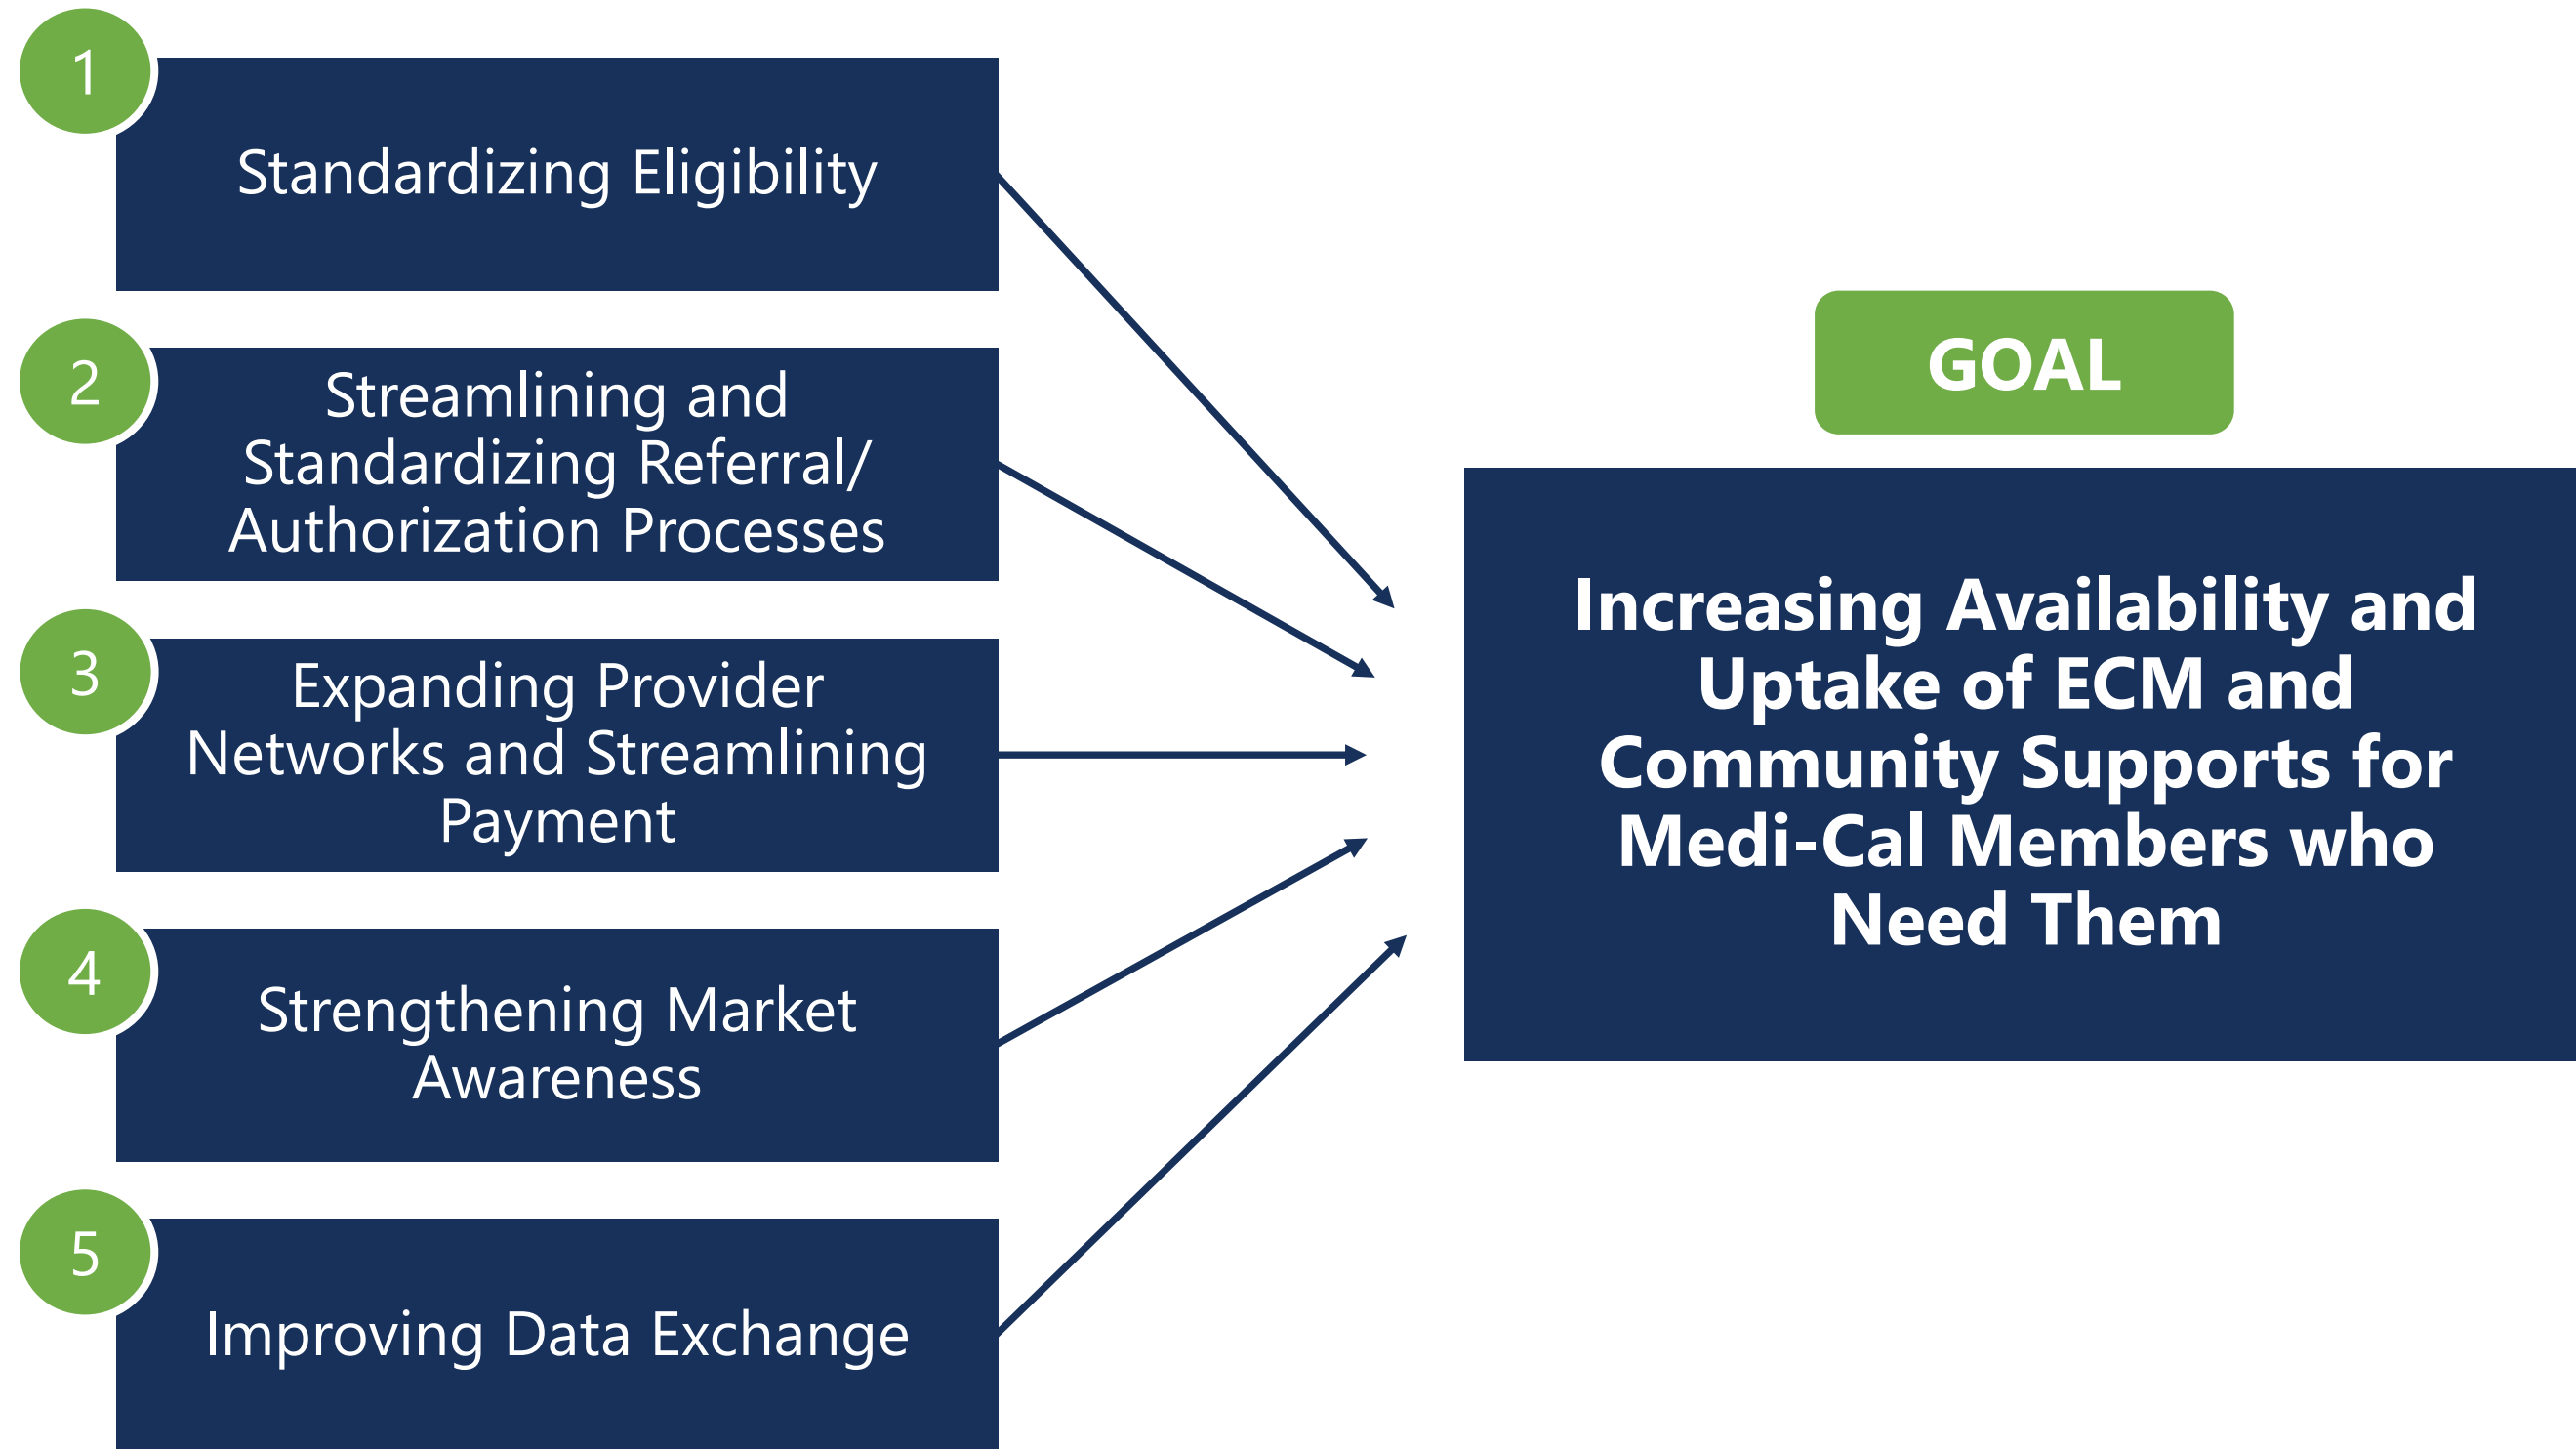 1
Standardizing Eligibility
2
Streamlining and
Standardizing Referral/
Authorization Processes
3
Expanding Provider
Networks and Streamlining
Payment
4
Strengthening Market
Awareness
5
Improving Data Exchange
GOAL
Increasing Availability and
Uptake of ECM and
Community Supports for
Medi-Cal Members who
Need Them